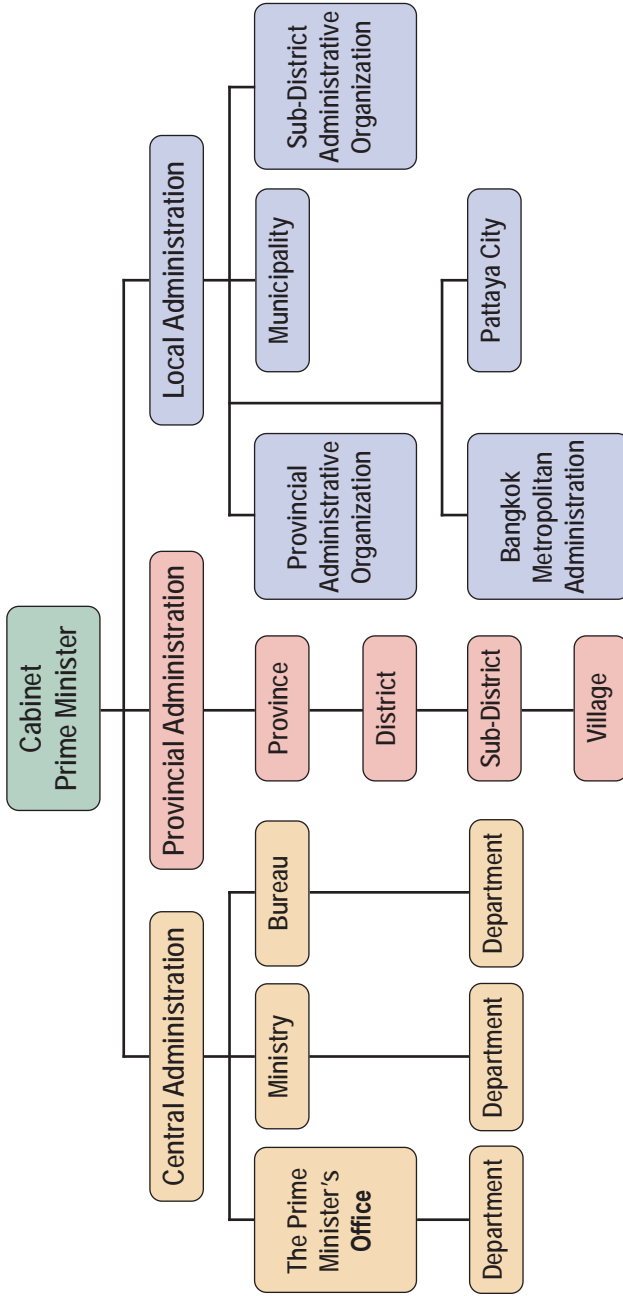 Cabinet
Prime Minister
Central Administration
Provincial Administration
Local Administration
The Prime
Minister's
Office
Ministry
Bureau
Province
Provincial
Administrative
Organization
Municipality
Sub-District
Administrative
Organization
District
Department
Department
Department
Sub-District
Bangkok
Metropolitan
Administration
Pattaya City
Village